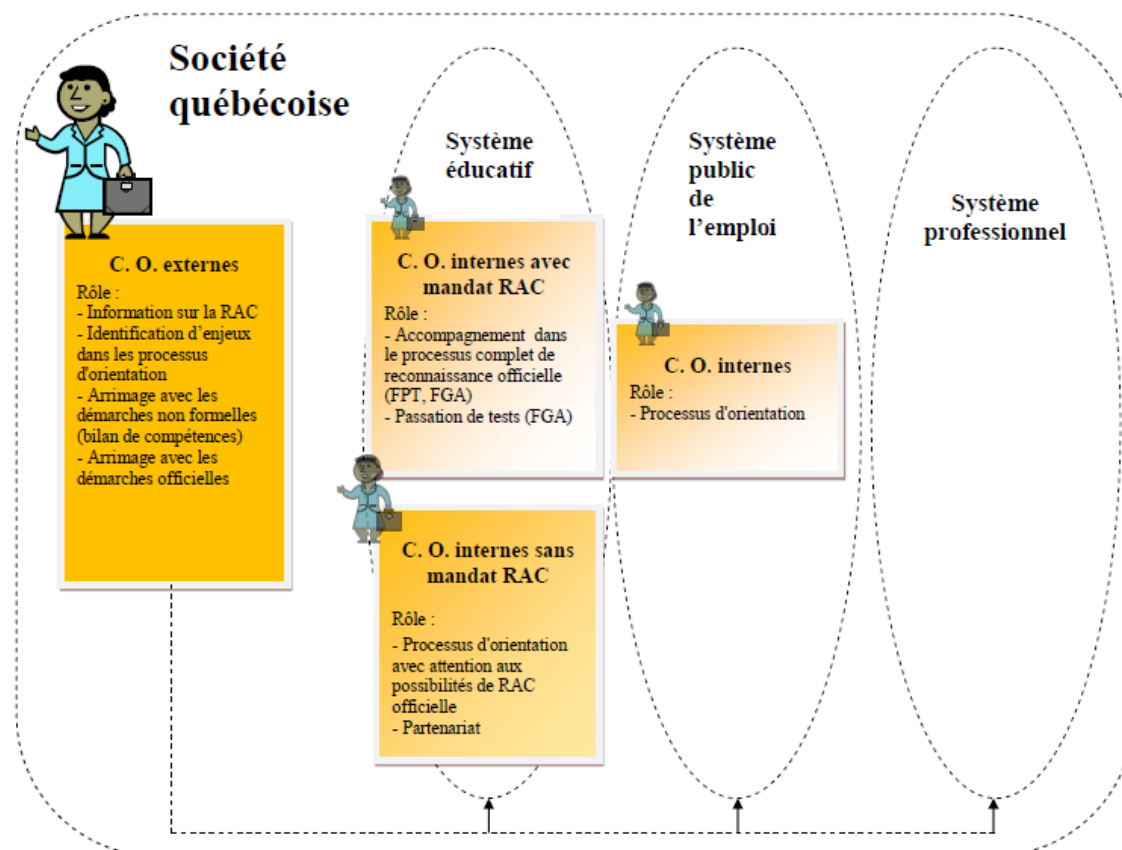 Société
québécoise
C. O. externes
Rôle :
- Information sur la RAC
- Identification d'enjeux
dans les processus
d'orientation
- Arrimage avec les
démarches non formelles
(bilan de compétences)
- Arrimage avec les
démarches officielles
Système
éducatif
C. O. internes avec
mandat RAC
Rôle :
- Accompagnement dans
le processus complet de
reconnaissance officielle
(FPT, FGA)
- Passation de tests (FGA)
C. O. internes sans
mandat RAC
Rôle :
- Processus d'orientation
avec attention aux
possibilités de RAC
officielle
- Partenariat
Système
public
de
l'emploi
C. O. internes
Rôle :
- Processus d'orientation
Système
professionnel